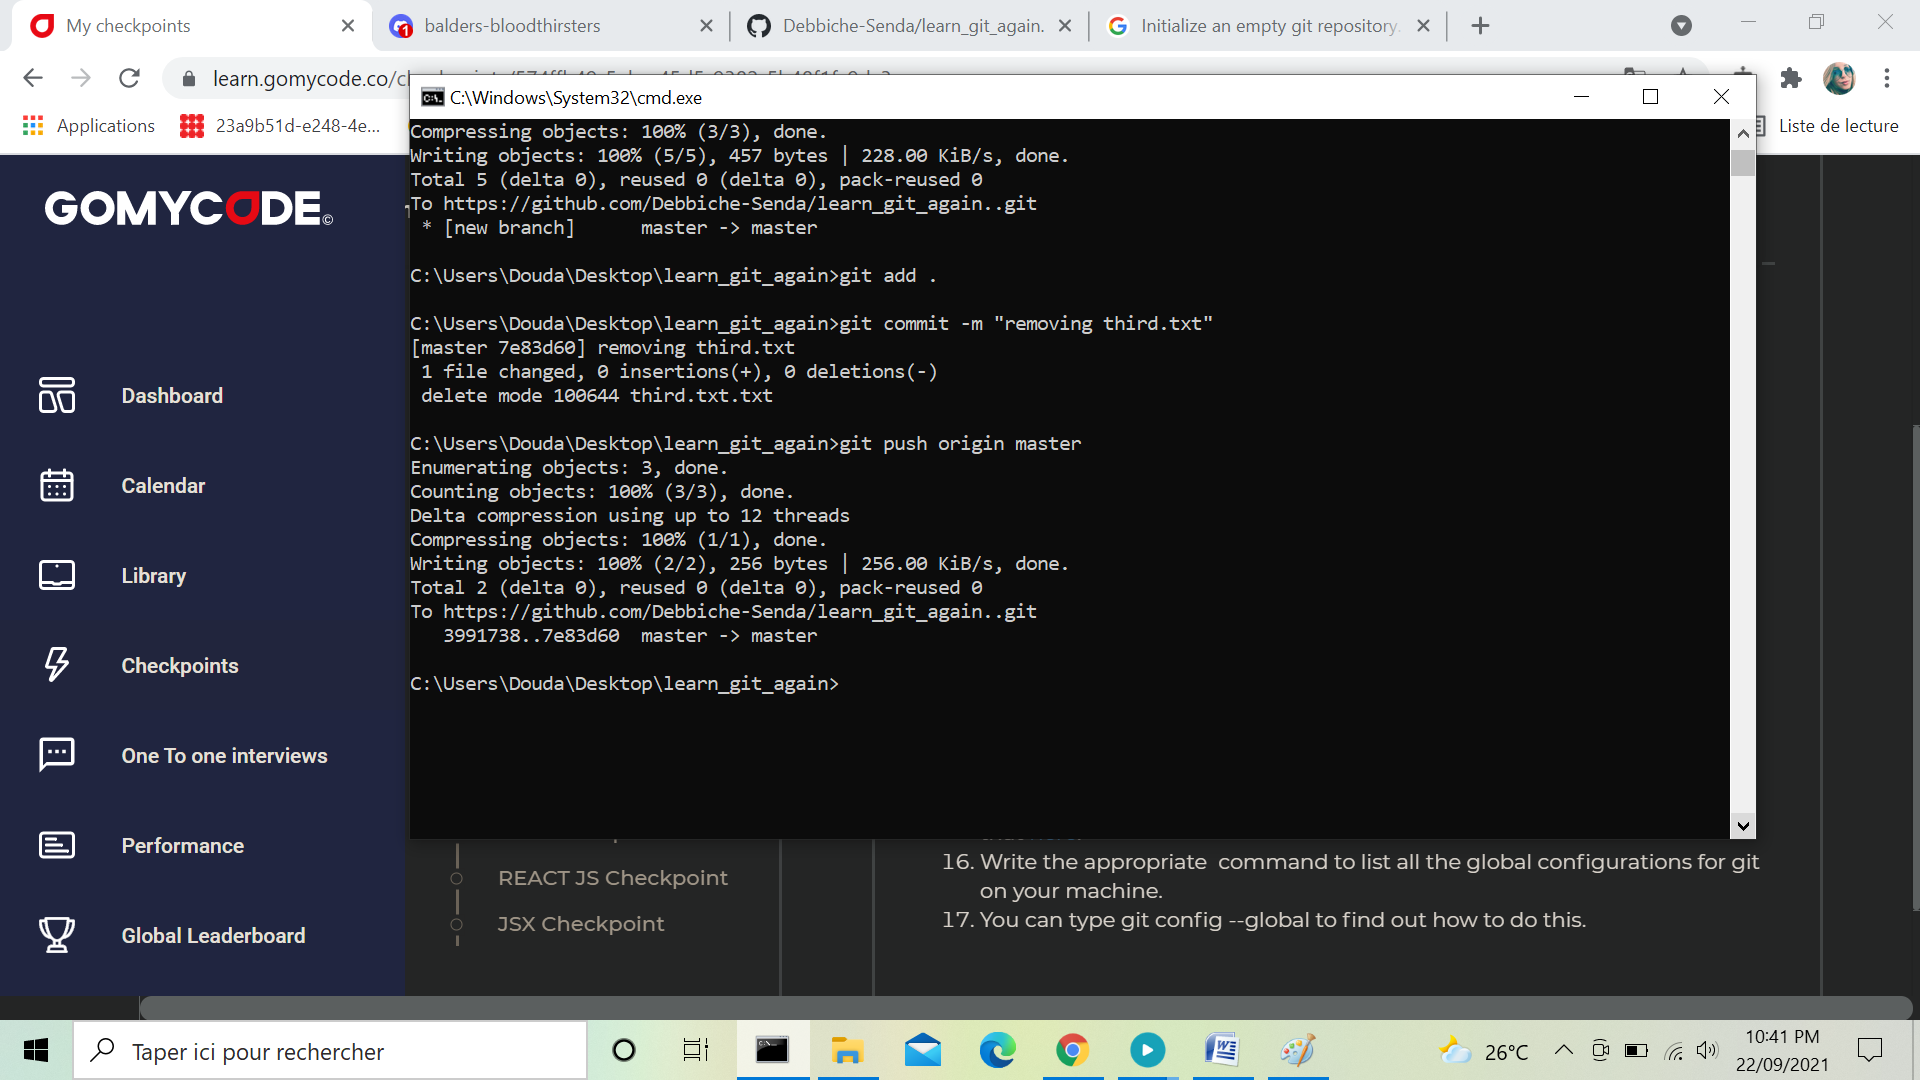 My checkpoints
balders-bloodthirsters
Debbiche-Senda/learn_git_again.
Initialize an empty git repository.
1
learn.gomycode.co/
Applications
23a9b51d-e248-4e...
Liste de lecture
C:\Windows\System32\cmd.exe
Compressing objects: 100% (3/3), done.
Writing objects: 100% (5/5), 457 bytes | 228.00 KiB/s, done.
Total 5 (delta 0), reused 0 (delta 0), pack-reused 0
To https://github.com/Debbiche-Senda/learn_git_again..git
* [new branch]      master -> master
C:\Users\Douda\Desktop\learn_git_again>git add .
C:\Users\Douda\Desktop\learn_git_again>git commit -m "removing third.txt"
[master 7e83d60] removing third.txt
1 file changed, 0 insertions(+), 0 deletions(-)
delete mode 100644 third.txt.txt
C:\Users\Douda\Desktop\learn_git_again>git push origin master
Enumerating objects: 3, done.
Counting objects: 100% (3/3), done.
Delta compression using up to 12 threads
Compressing objects: 100% (1/1), done.
Writing objects: 100% (2/2), 256 bytes | 256.00 KiB/s, done.
Total 2 (delta 0), reused 0 (delta 0), pack-reused 0
To https://github.com/Debbiche-Senda/learn_git_again..git
3991738..7e83d60  master -> master
C:\Users\Douda\Desktop\learn_git_again>
GOMYCODE©
Dashboard
Calendar
Library
Checkpoints
One To one interviews
Performance
Global Leaderboard
REACT JS Checkpoint
JSX Checkpoint
16. Write the appropriate  command to list all the global configurations for git
on your machine.
17. You can type git config --global to find out how to do this.
Taper ici pour rechercher
26°C
10:41 PM
22/09/2021